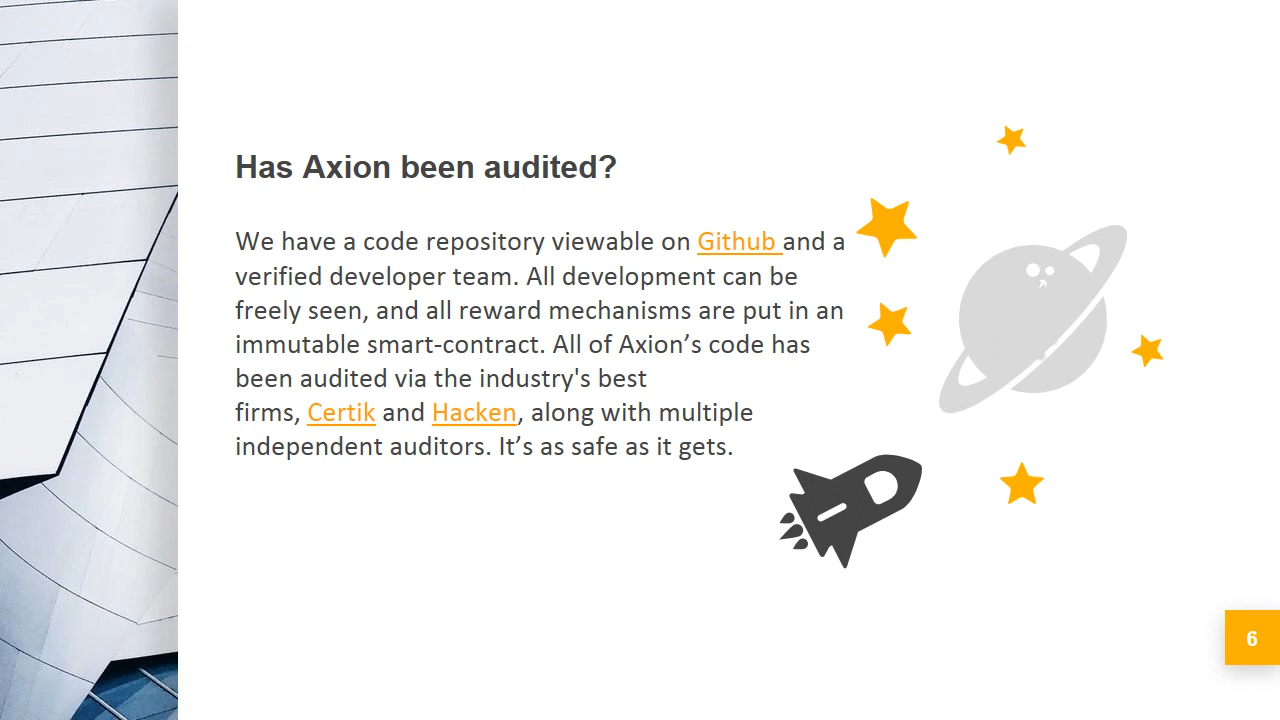 Has Axion been audited?
We have a code repository viewable on Github and a
verified developer team. All development can be
freely seen, and all reward mechanisms are put in an
immutable smart-contract. All of Axion’s code has
been audited via the industry's best
firms, Certik and Hacken, along with multiple
independent auditors. It’s as safe as it gets.
6